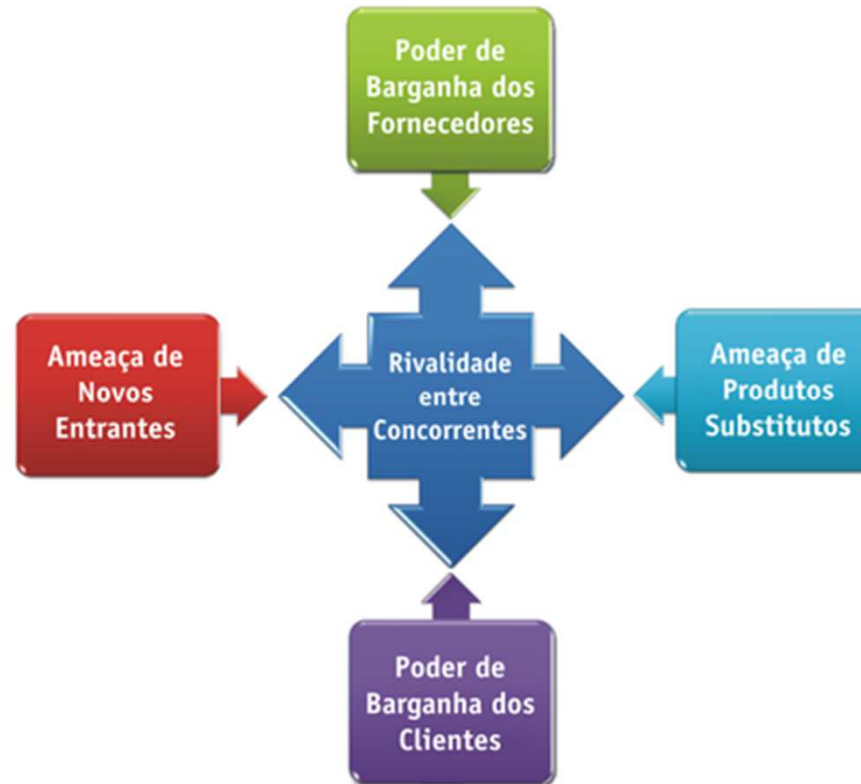 Poder de
Barganha dos
Fornecedores
Ameaça de
Novos
Entrantes
Rivalidade
entre
Concorrentes
Ameaça de
Produtos
Substitutos
Poder de
Barganha dos
Clientes